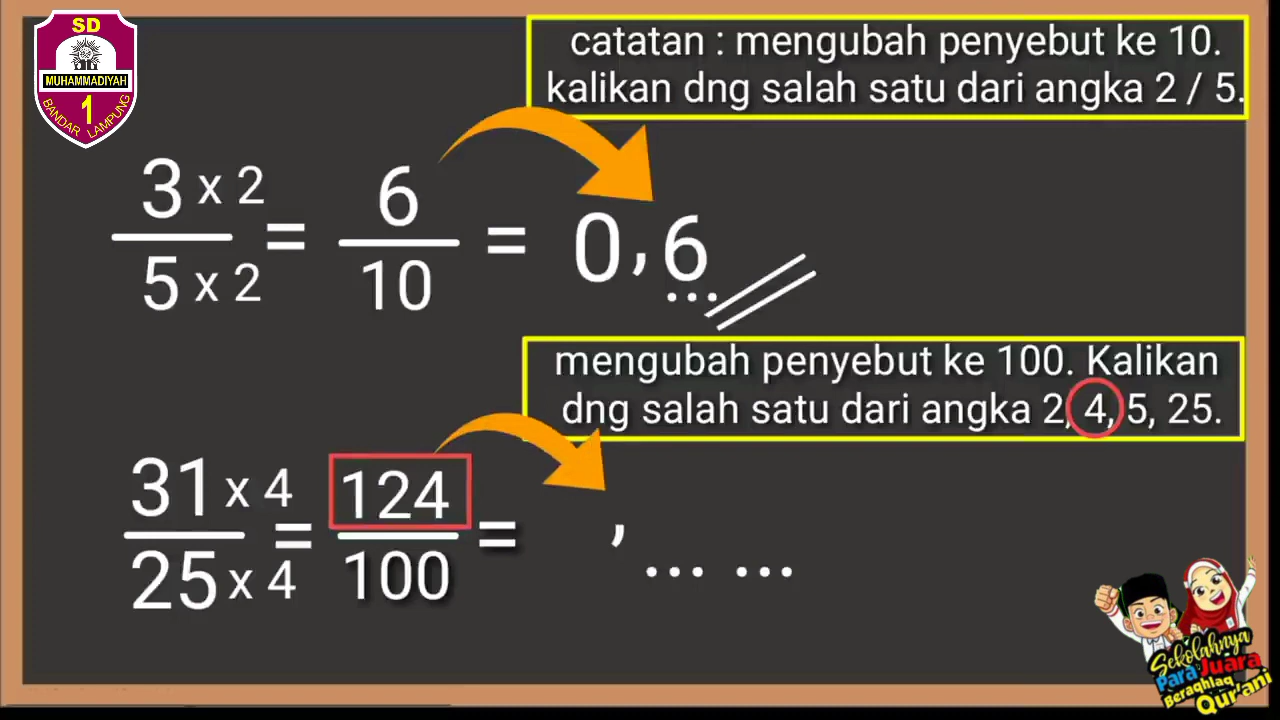 SD
MUHAMMADIYAH
1
BANDAR LAMPUNG
catatan : mengubah penyebut ke 10.
kalikan dng salah satu dari angka 2 / 5.
3 x 2
= 6 = 0,6
5 x 2
10
...
mengubah penyebut ke 100. Kalikan
dng salah satu dari angka 2, 4, 5, 25.
31 x 4
124
= = ,
25 x 4
100
... ...
Sekolahnya
Para Juara
Beraqhlaq
Qur'ani